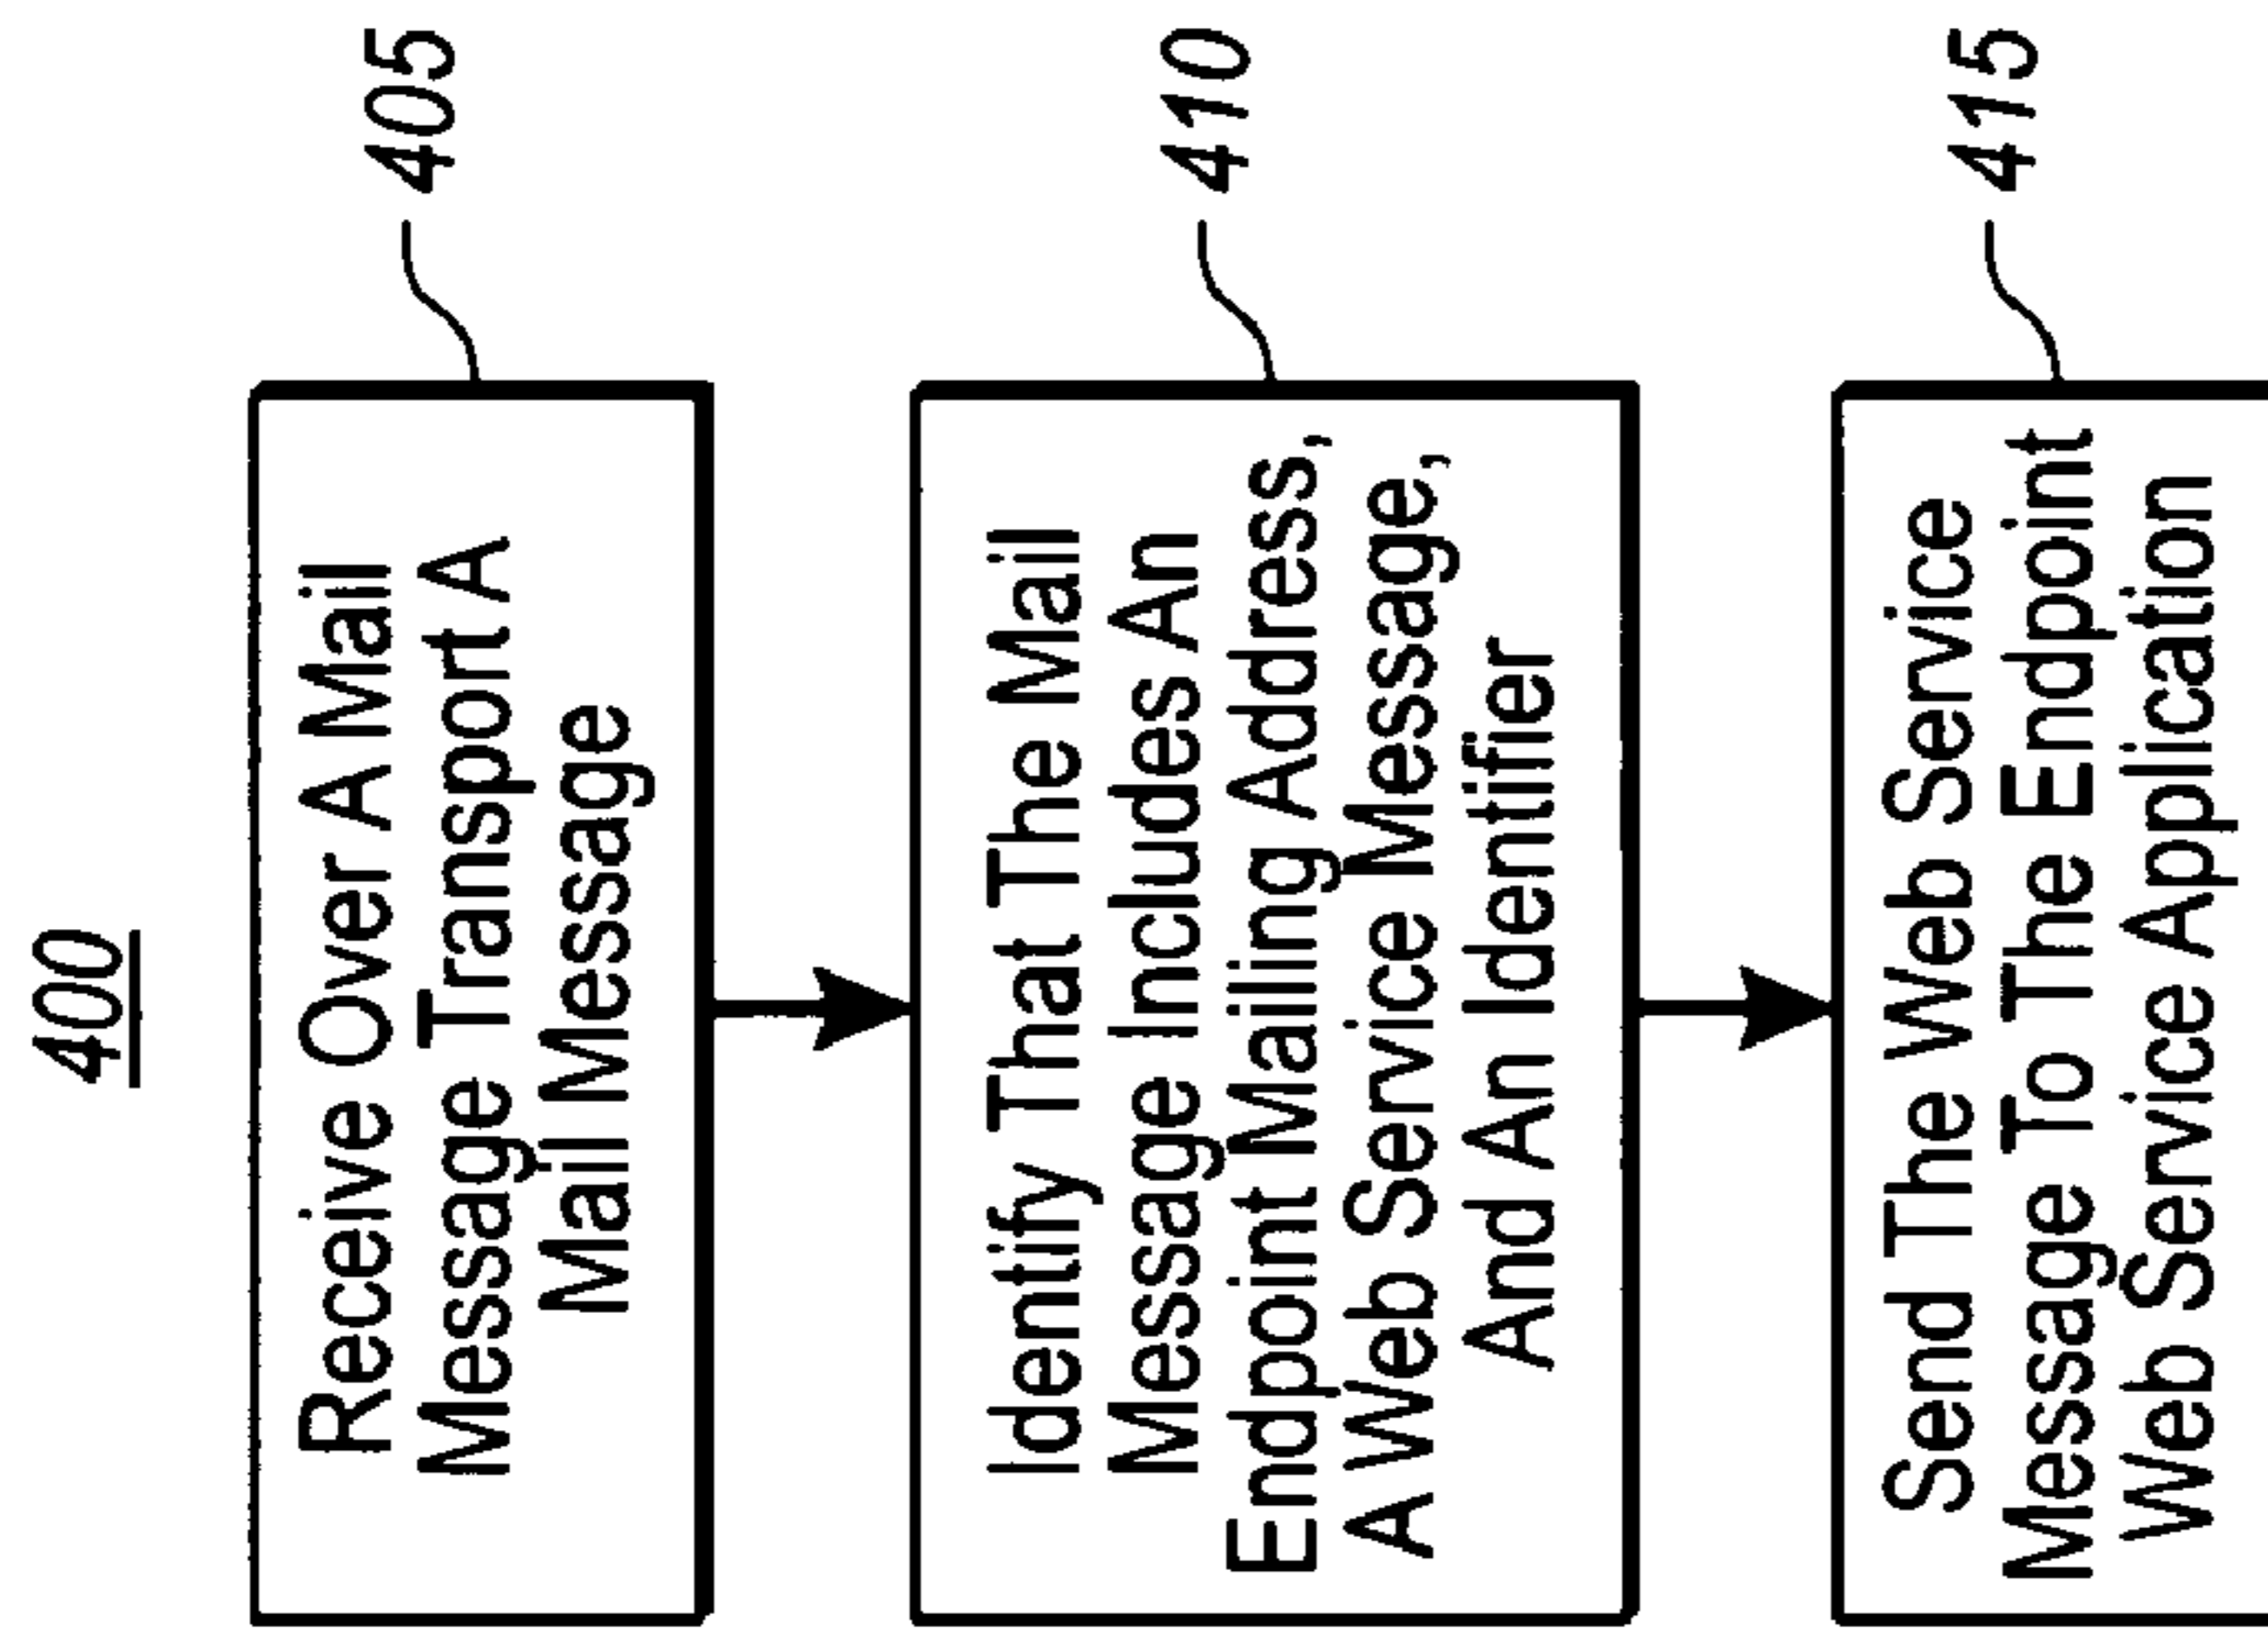 400
Receive Over A Mail
Message Transport A
Mail Message
405
Identify That The Mail
Message Includes An
Endpoint Mailing Address,
A Web Service Message,
And An Identifier
410
Send The Web Service
Message To The Endpoint
Web Service Application
415